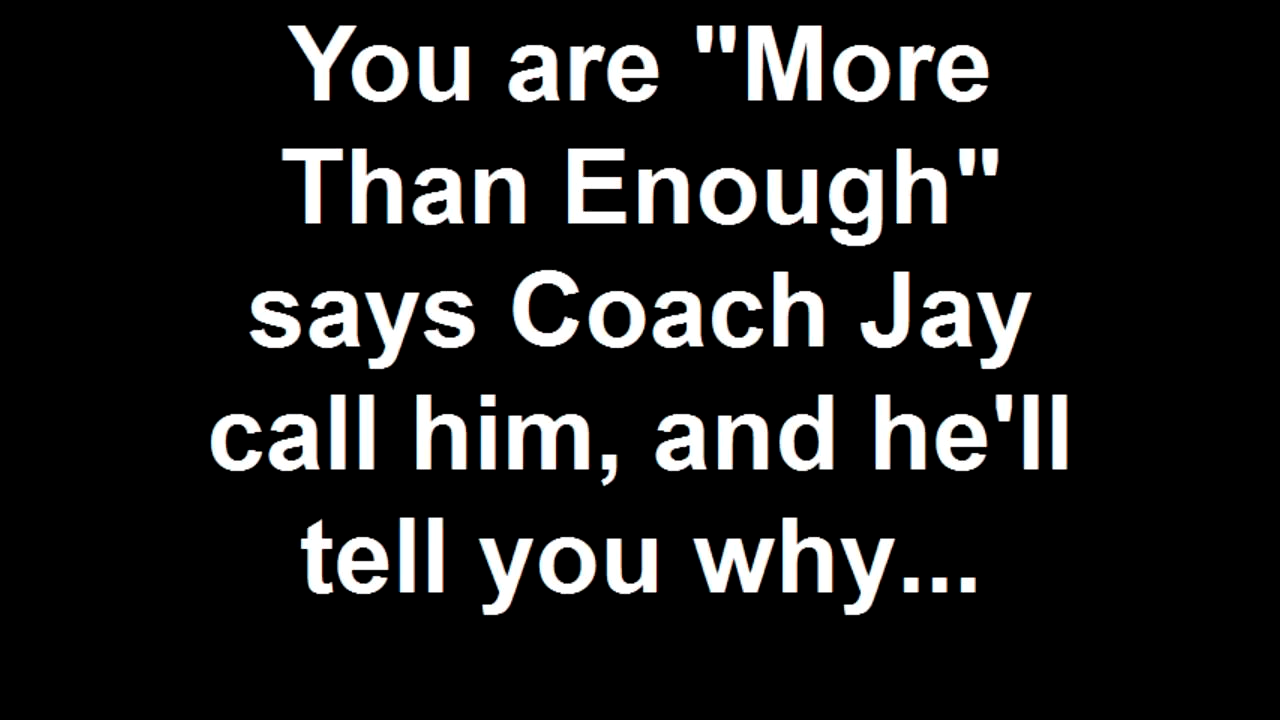 You are "More
Than Enough"
says Coach Jay
call him, and he'll
tell you why...